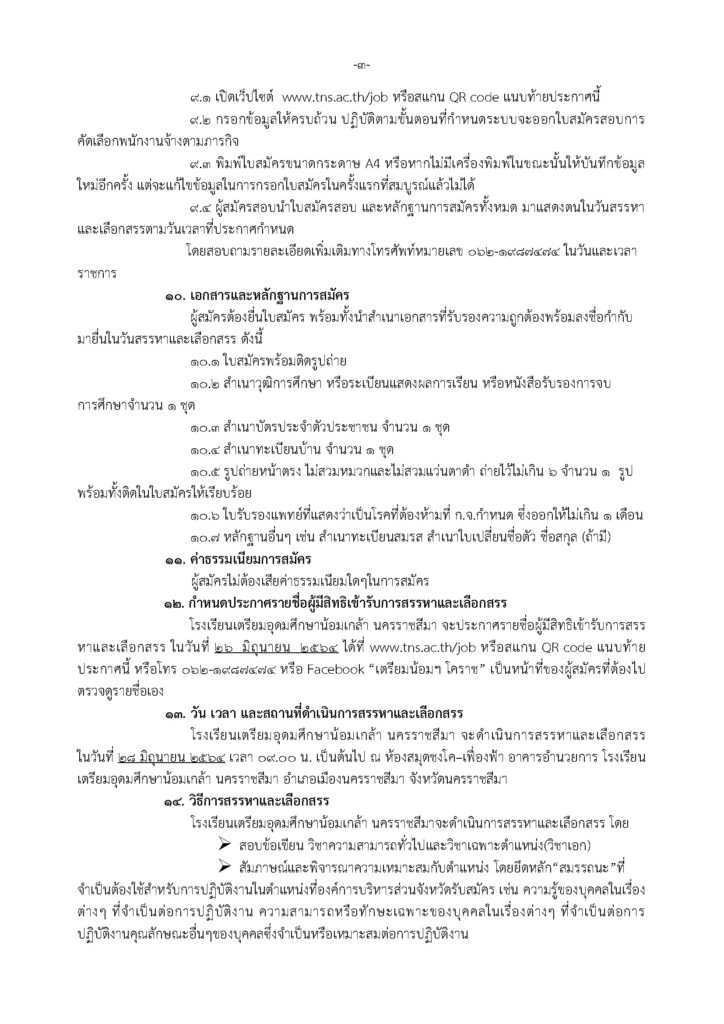 -๓-
๙.๑ เปิดเว็ปไซต์ www.tns.ac.th/job หรือสแกน QR code แนบท้ายประกาศนี้
๙.๒ กรอกข้อมูลให้ครบถ้วน ปฏิบัติตามขั้นตอนที่กำหนดระบบจะออกใบสมัครสอบการ
คัดเลือกพนักงานจ้างตามภารกิจ
๙.๓ พิมพ์ใบสมัครขนาดกระดาษ A4 หรือหากไม่มีเครื่องพิมพ์ในขณะนั้นให้บันทึกข้อมูล
ใหม่อีกครั้ง แต่จะแก้ไขข้อมูลในการกรอกใบสมัครในครั้งแรกที่สมบูรณ์แล้วไม่ได้
๙.๔ ผู้สมัครสอบนำใบสมัครสอบ และหลักฐานการสมัครทั้งหมด มาแสดงตนในวันสรรหา
และเลือกสรรตามวันเวลาที่ประกาศกำหนด
โดยสอบถามรายละเอียดเพิ่มเติมทางโทรศัพท์หมายเลข ๐๖๒-๑๙๘๗๔๗๔ ในวันและเวลา
ราชการ
๑๐. เอกสารและหลักฐานการสมัคร
ผู้สมัครต้องยื่นใบสมัคร พร้อมทั้งนำสำเนาเอกสารที่รับรองความถูกต้องพร้อมลงชื่อกำกับ
มายื่นในวันสรรหาและเลือกสรร ดังนี้
๑๐.๑ ใบสมัครพร้อมติดรูปถ่าย
๑๐.๒ สำเนาวุฒิการศึกษา หรือระเบียนแสดงผลการเรียน หรือหนังสือรับรองการจบ
การศึกษาจำนวน ๑ ชุด
๑๐.๓ สำเนาบัตรประจำตัวประชาชน จำนวน ๑ ชุด
๑๐.๔ สำเนาทะเบียนบ้าน จำนวน ๑ ชุด
๑๐.๕ รูปถ่ายหน้าตรง ไม่สวมหมวกและไม่สวมแว่นตาดำ ถ่ายไว้ไม่เกิน ๖ จำนวน ๑ รูป
พร้อมทั้งติดในใบสมัครให้เรียบร้อย
๑๐.๖ ใบรับรองแพทย์ที่แสดงว่าเป็นโรคที่ต้องห้ามที่ ก.จ.กำหนด ซึ่งออกให้ไม่เกิน ๑ เดือน
๑๐.๗ หลักฐานอื่นๆ เช่น สำเนาทะเบียนสมรส สำเนาใบเปลี่ยนชื่อตัว ชื่อสกุล (ถ้ามี)
๑๑. ค่าธรรมเนียมการสมัคร
ผู้สมัครไม่ต้องเสียค่าธรรมเนียมใดๆในการสมัคร
๑๒. กำหนดประกาศรายชื่อผู้มีสิทธิเข้ารับการสรรหาและเลือกสรร
โรงเรียนเตรียมอุดมศึกษาน้อมเกล้า นครราชสีมา จะประกาศรายชื่อผู้มีสิทธิเข้ารับการสรร
หาและเลือกสรร ในวันที่ ๒๖ มิถุนายน ๒๕๖๔ ได้ที่ www.tns.ac.th/job หรือสแกน QR code แนบท้าย
ประกาศนี้ หรือโทร ๐๖๒-๑๙๘๗๔๗๔ หรือ Facebook “เตรียมน้อมฯ โคราช” เป็นหน้าที่ของผู้สมัครที่ต้องไป
ตรวจดูรายชื่อเอง
๑๓. วัน เวลา และสถานที่ดำเนินการสรรหาและเลือกสรร
โรงเรียนเตรียมอุดมศึกษาน้อมเกล้า นครราชสีมา จะดำเนินการสรรหาและเลือกสรร
ในวันที่ ๒๘ มิถุนายน ๒๕๖๔ เวลา ๐๙.๐๐ น. เป็นต้นไป ณ ห้องสมุดชงโค–เฟื่องฟ้า อาคารอำนวยการ โรงเรียน
เตรียมอุดมศึกษาน้อมเกล้า นครราชสีมา อำเภอเมืองนครราชสีมา จังหวัดนครราชสีมา
๑๔. วิธีการสรรหาและเลือกสรร
โรงเรียนเตรียมอุดมศึกษาน้อมเกล้า นครราชสีมาจะดำเนินการสรรหาและเลือกสรร โดย
➢ สอบข้อเขียน วิชาความสามารถทั่วไปและวิชาเฉพาะตำแหน่ง(วิชาเอก)
➢ สัมภาษณ์และพิจารณาความเหมาะสมกับตำแหน่ง โดยยึดหลัก“สมรรถนะ”ที่
จำเป็นต้องใช้สำหรับการปฏิบัติงานในตำแหน่งที่องค์การบริหารส่วนจังหวัดรับสมัคร เช่น ความรู้ของบุคคลในเรื่อง
ต่างๆ ที่จำเป็นต่อการปฏิบัติงาน ความสามารถหรือทักษะเฉพาะของบุคคลในเรื่องต่างๆ ที่จำเป็นต่อการ
ปฏิบัติงานคุณลักษณะอื่นๆของบุคคลซึ่งจำเป็นหรือเหมาะสมต่อการปฏิบัติงาน